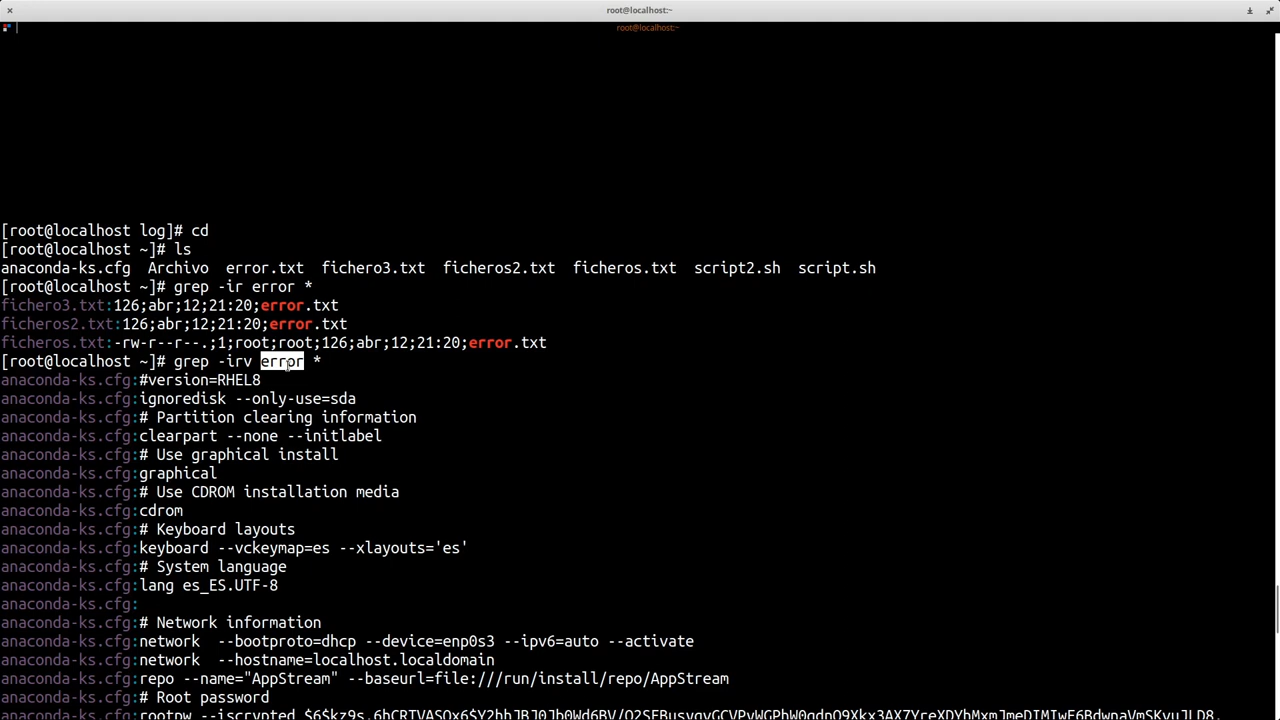 root@localhost:~
root@localhost:~
[root@localhost log]# cd
[root@localhost ~]# ls
anaconda-ks.cfg  Archivo  error.txt  fichero3.txt  ficheros2.txt  ficheros.txt  script2.sh  script.sh
[root@localhost ~]# grep -ir error *
fichero3.txt:126;abr;12;21:20;error.txt
ficheros2.txt:126;abr;12;21:20;error.txt
ficheros.txt:-rw-r--r--.;1;root;root;126;abr;12;21:20;error.txt
[root@localhost ~]# grep -irv error *
anaconda-ks.cfg:#version=RHEL8
anaconda-ks.cfg:ignoredisk --only-use=sda
anaconda-ks.cfg:# Partition clearing information
anaconda-ks.cfg:clearpart --none --initlabel
anaconda-ks.cfg:# Use graphical install
anaconda-ks.cfg:graphical
anaconda-ks.cfg:# Use CDROM installation media
anaconda-ks.cfg:cdrom
anaconda-ks.cfg:# Keyboard layouts
anaconda-ks.cfg:keyboard --vckeymap=es --xlayouts='es'
anaconda-ks.cfg:# System language
anaconda-ks.cfg:lang es_ES.UTF-8
anaconda-ks.cfg:
anaconda-ks.cfg:# Network information
anaconda-ks.cfg:network  --bootproto=dhcp --device=enp0s3 --ipv6=auto --activate
anaconda-ks.cfg:network  --hostname=localhost.localdomain
anaconda-ks.cfg:repo --name="AppStream" --baseurl=file:///run/install/repo/AppStream
anaconda-ks.cfg:# Root password
anaconda-ks.cfg:rootpw --iscrypted